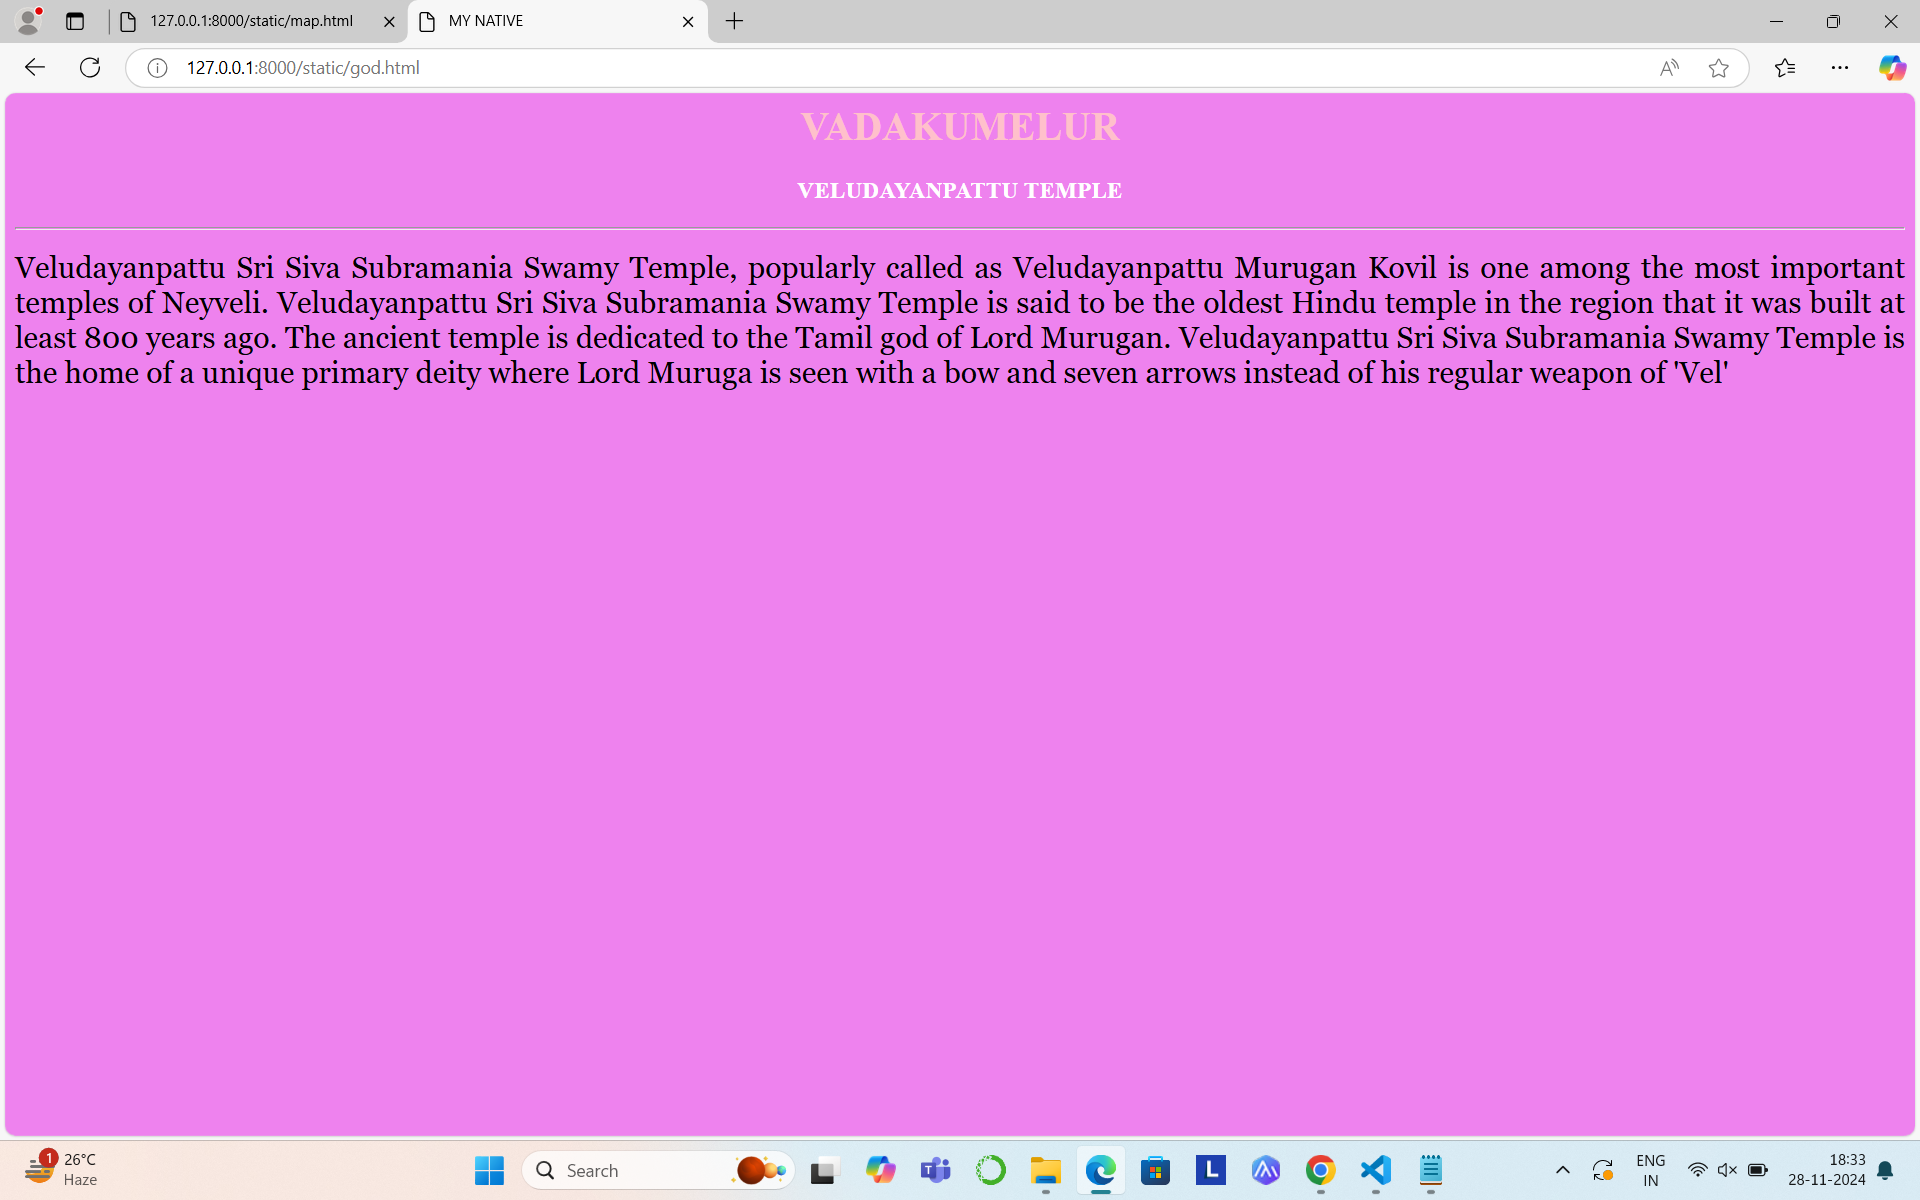 127.0.0.1:8000/static/map.html
MY NATIVE
127.0.0.1:8000/static/god.html
VADAKUMELUR
VELUDAYANPATTU TEMPLE
Veludayanpattu Sri Siva Subramania Swamy Temple, popularly called as Veludayanpattu Murugan Kovil is one among the most important
temples of Neyveli. Veludayanpattu Sri Siva Subramania Swamy Temple is said to be the oldest Hindu temple in the region that it was built at
least 800 years ago. The ancient temple is dedicated to the Tamil god of Lord Murugan. Veludayanpattu Sri Siva Subramania Swamy Temple is
the home of a unique primary deity where Lord Muruga is seen with a bow and seven arrows instead of his regular weapon of 'Vel'
1
26°C
Haze
Search
T
L
ENG
IN
18:33
28-11-2024